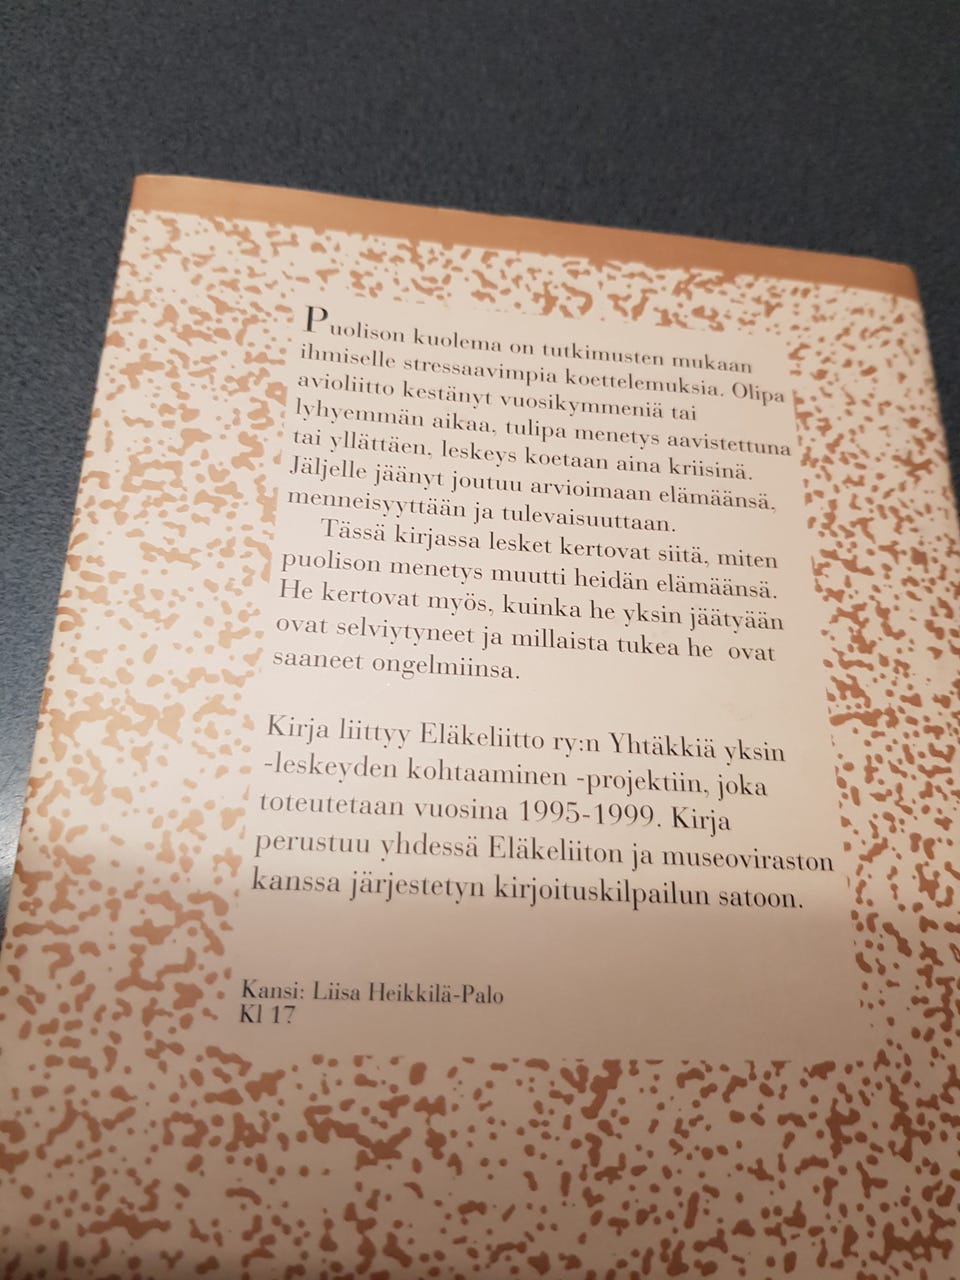 Puolison kuolema on tutkimusten mukaan
ihmiselle stressaavimpia koettelemuksia. Olipa
avioliitto kestänyt vuosikymmeniä tai
lyhyemmän aikaa, tulipa menetys aavistettuna
tai yllättäen, leskeys koetaan aina kriisinä.
Jäljelle jäänyt joutuu arvioimaan elämäänsä,
menneisyyttään ja tulevaisuuttaan.
Tässä kirjassa lesket kertovat siitä, miten
puolison menetys muutti heidän elämäänsä.
He kertovat myös, kuinka he yksin jäätyään
ovat selviytyneet ja millaista tukea he ovat
saaneet ongelmiinsa.
Kirja liittyy Eläkeliitto ry:n Yhtäkkiä yksin
-leskeyden kohtaaminen -projektiin, joka
toteutetaan vuosina 1995-1999. Kirja
perustuu yhdessä Eläkeliiton ja museoviraston
kanssa järjestetyn kirjoituskilpailun satoon.
Kansi: Liisa Heikkilä-Palo
Kl 17